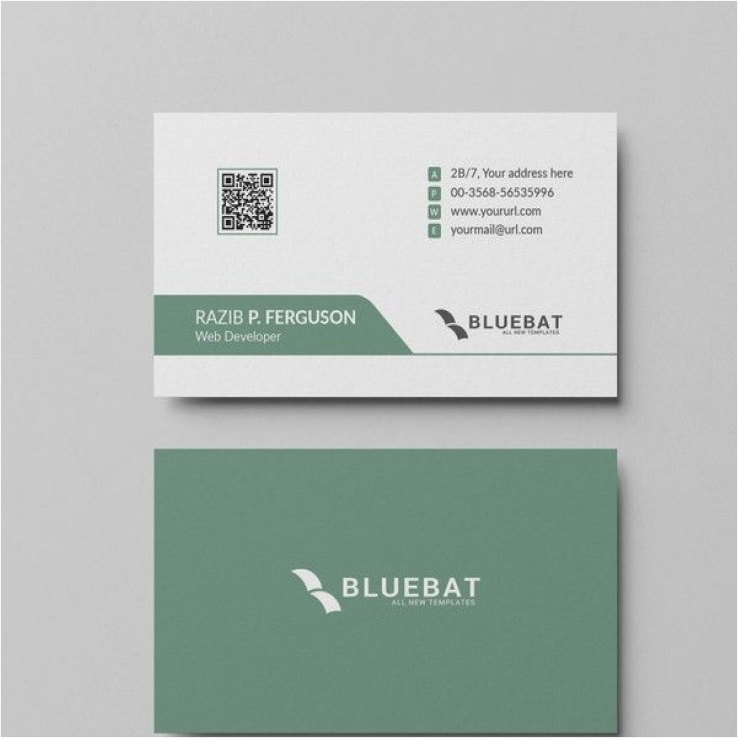 A 2B/7, Your address here
P 00-3568-56535996
W www.yoururl.com
E yourmail@url.com
RAZIB P. FERGUSON
Web Developer
BLUEBAT
ALL NEW TEMPLATES
BLUEBAT
ALL NEW TEMPLATES